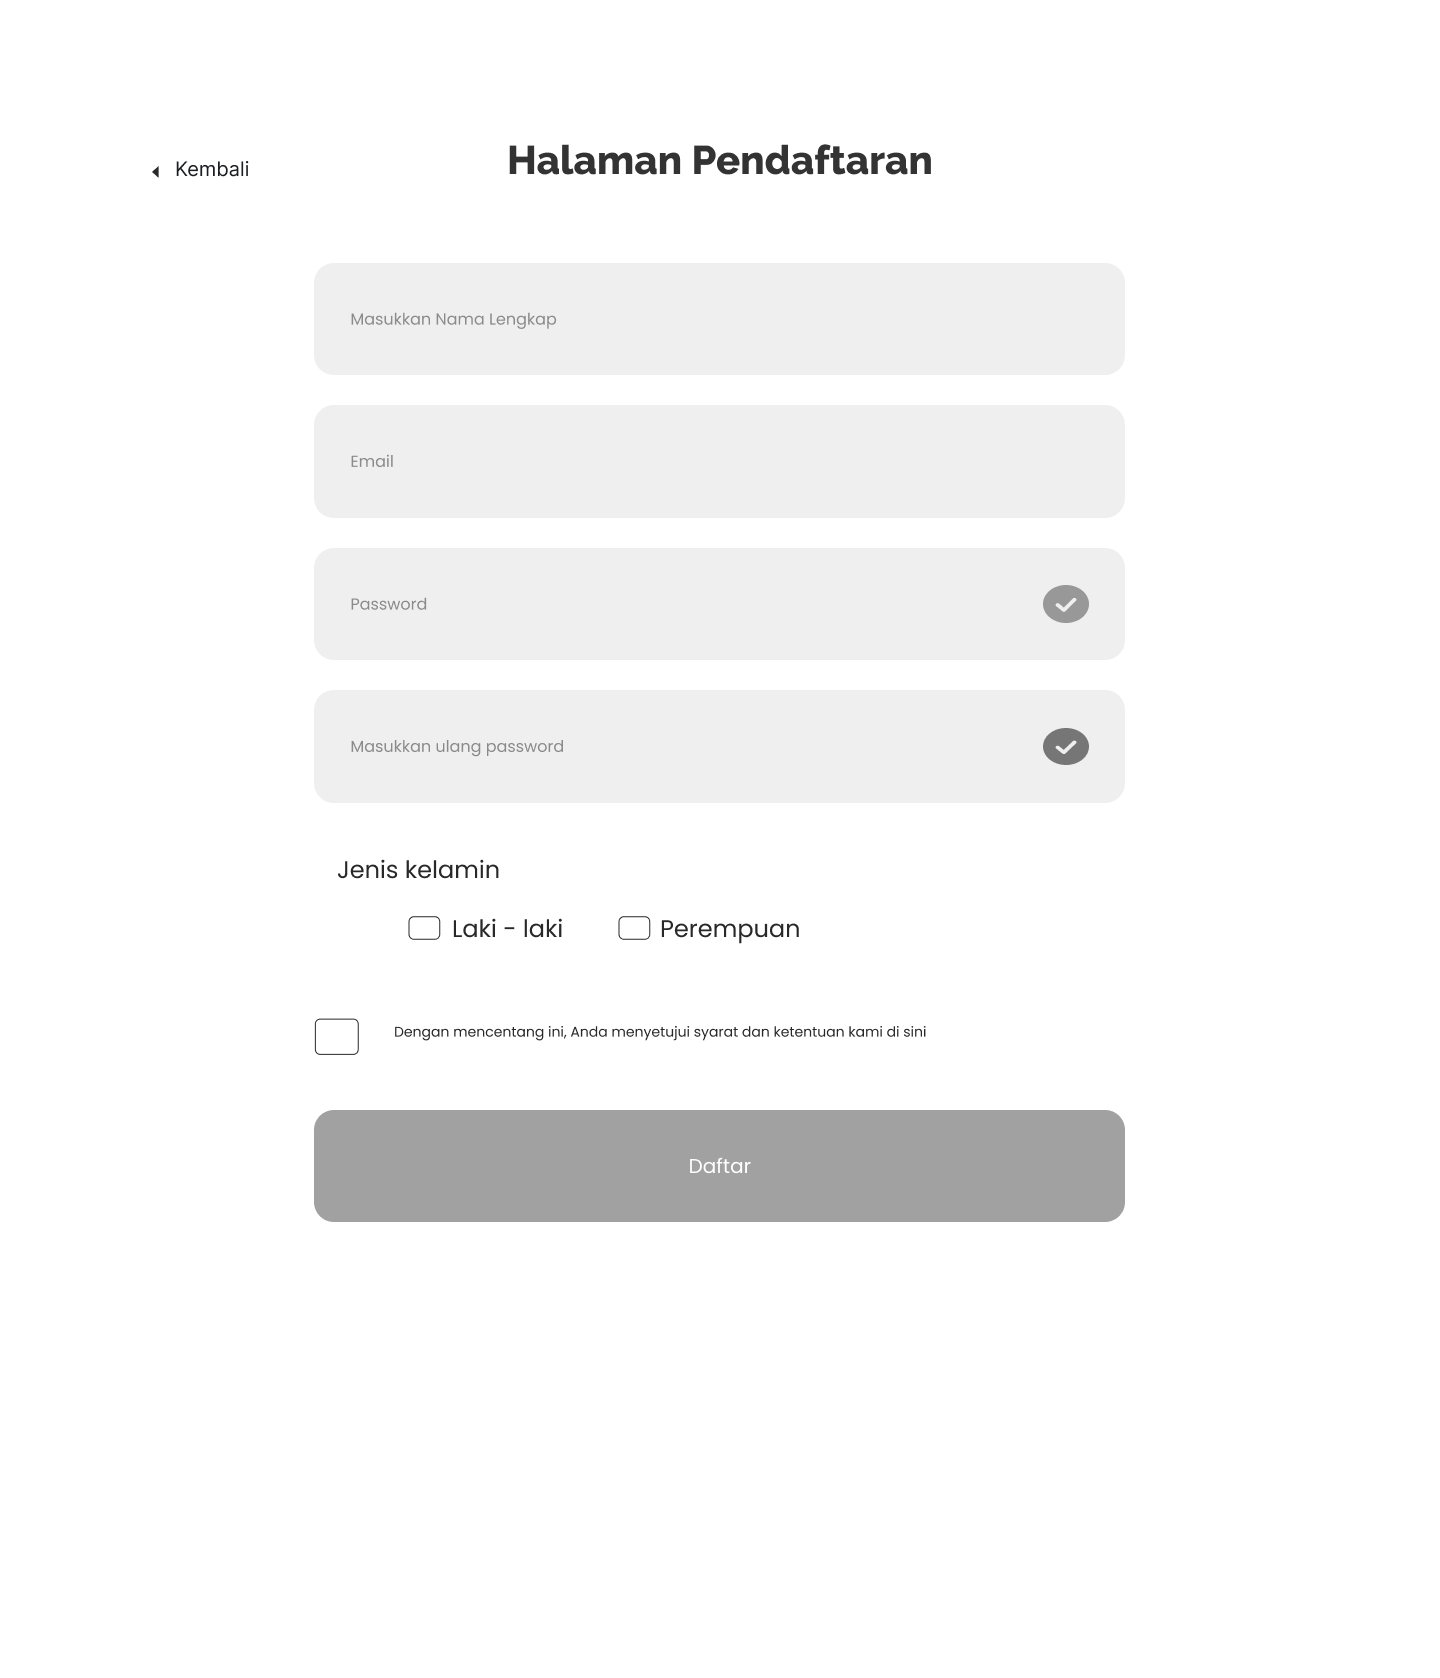 Kembali
Halaman Pendaftaran
Masukkan Nama Lengkap
Email
Password
Masukkan ulang password
Jenis kelamin
Laki - laki
Perempuan
Dengan mencentang ini, Anda menyetujui syarat dan ketentuan kami di sini
Daftar